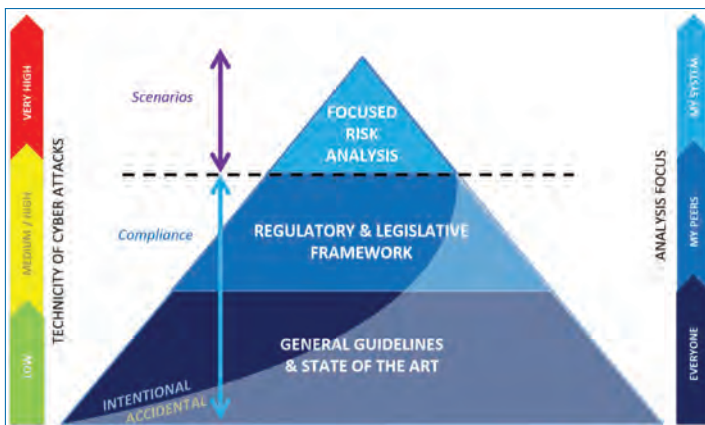 VERY HIGH
MEDIUM / HIGH
LOW
TECHNICITY OF CYBER ATTACKS
Scenarios
Compliance
FOCUSED
RISK
ANALYSIS
REGULATORY & LEGISLATIVE
FRAMEWORK
GENERAL GUIDELINES
& STATE OF THE ART
INTENTIONAL
ACCIDENTAL
ANALYSIS FOCUS
MY SYSTEM
MY PEERS
EVERYONE